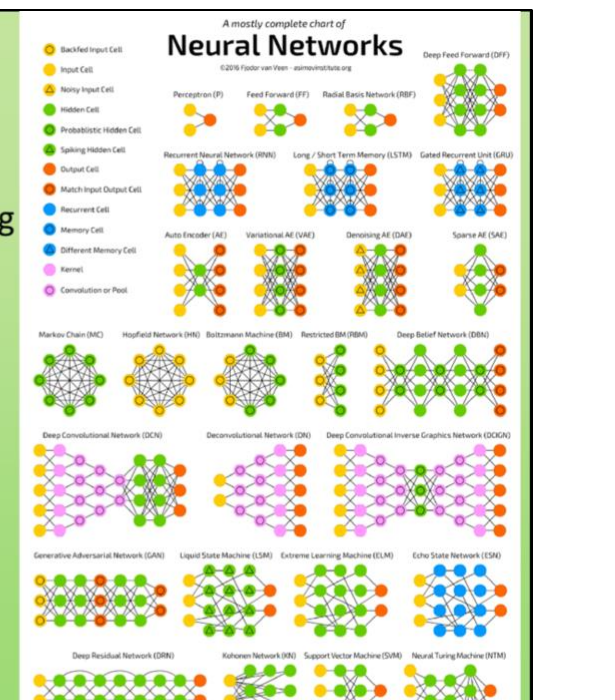 g
A mostly complete chart of
Neural Networks
©2016 Fjodor van Veen - asimovinstitute.org
Backfed Input Cell
Input Cell
Noisy Input Cell
Hidden Cell
Probablistic Hidden Cell
Spiking Hidden Cell
Output Cell
Match Input Output Cell
Recurrent Cell
Memory Cell
Different Memory Cell
Kernel
Convolution or Pool
Deep Feed Forward (DFF)
Perceptron (P) Feed Forward (FF) Radial Basis Network (RBF)
Recurrent Neural Network (RNN) Long / Short Term Memory (LSTM) Gated Recurrent Unit (GRU)
Auto Encoder (AE) Variational AE (VAE) Denoising AE (DAE) Sparse AE (SAE)
Markov Chain (MC) Hopfield Network (HN) Boltzmann Machine (BM) Restricted BM (RBM) Deep Belief Network (DBN)
Deep Convolutional Network (DCN) Deconvolutional Network (DN) Deep Convolutional Inverse Graphics Network (DCIGN)
Generative Adversarial Network (GAN) Liquid State Machine (LSM) Extreme Learning Machine (ELM) Echo State Network (ESN)
Deep Residual Network (DRN) Kohonen Network (KN) Support Vector Machine (SVM) Neural Turing Machine (NTM)